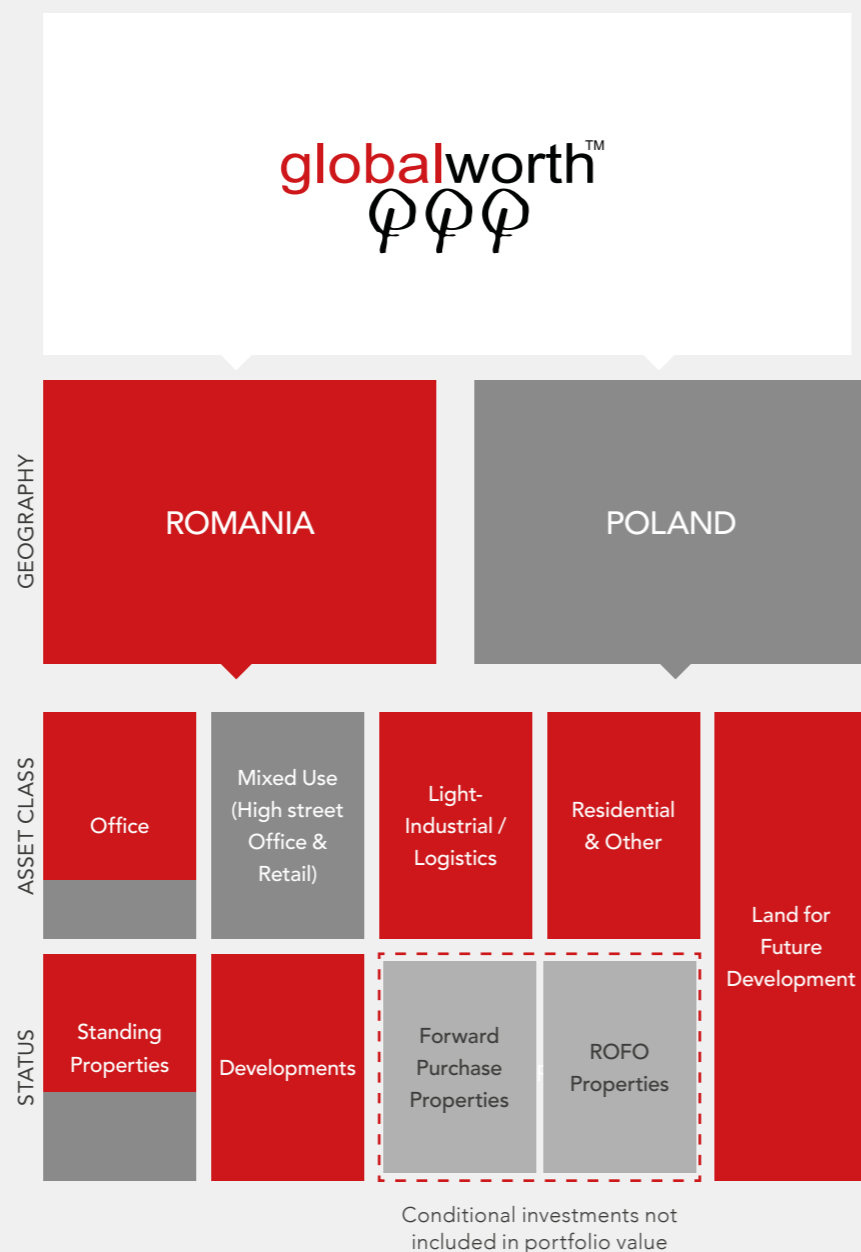 globalworth™
GEOGRAPHY
ROMANIA
POLAND
ASSET CLASS
Office
Mixed Use
(High street
Office &
Retail)
Light-
Industrial /
Logistics
Residential
& Other
Land for
Future
Development
STATUS
Standing
Properties
Developments
Forward
Purchase
Properties
ROFO
Properties
Conditional investments not
included in portfolio value